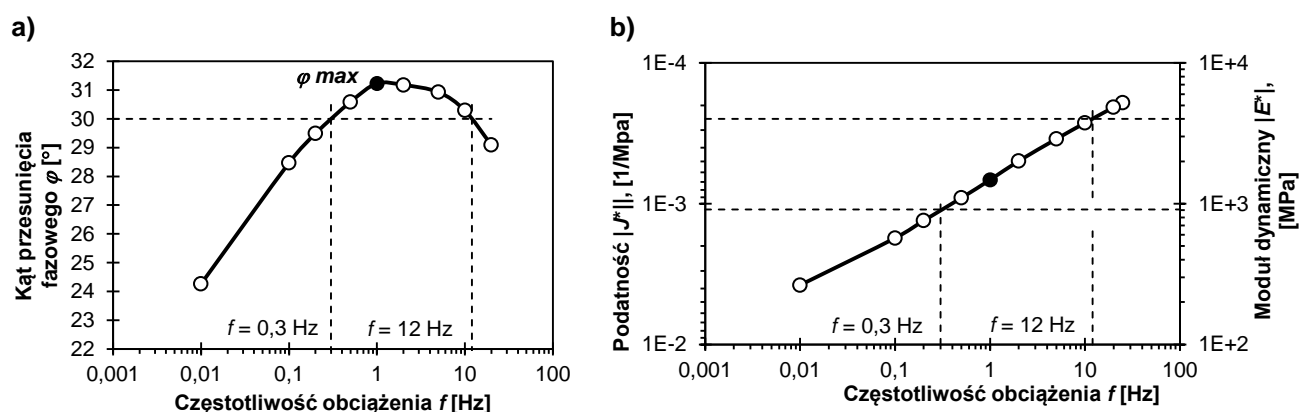 a)
Kąt przesunięcia
fazowego φ [°]
32
31
30
29
28
27
26
25
24
23
22
φ max
f = 0,3 Hz
f = 12 Hz
0,001
0,01
0,1
1
10
100
Częstotliwość obciążenia f [Hz]
b)
Podatność |J*||, [1/Mpa]
1E-4
1E-3
1E-2
f = 0,3 Hz
f = 12 Hz
1E+4
1E+3
1E+2
Moduł dynamiczny |E*|,
[MPa]
0,001
0,01
0,1
1
10
100
Częstotliwość obciążenia f [Hz]